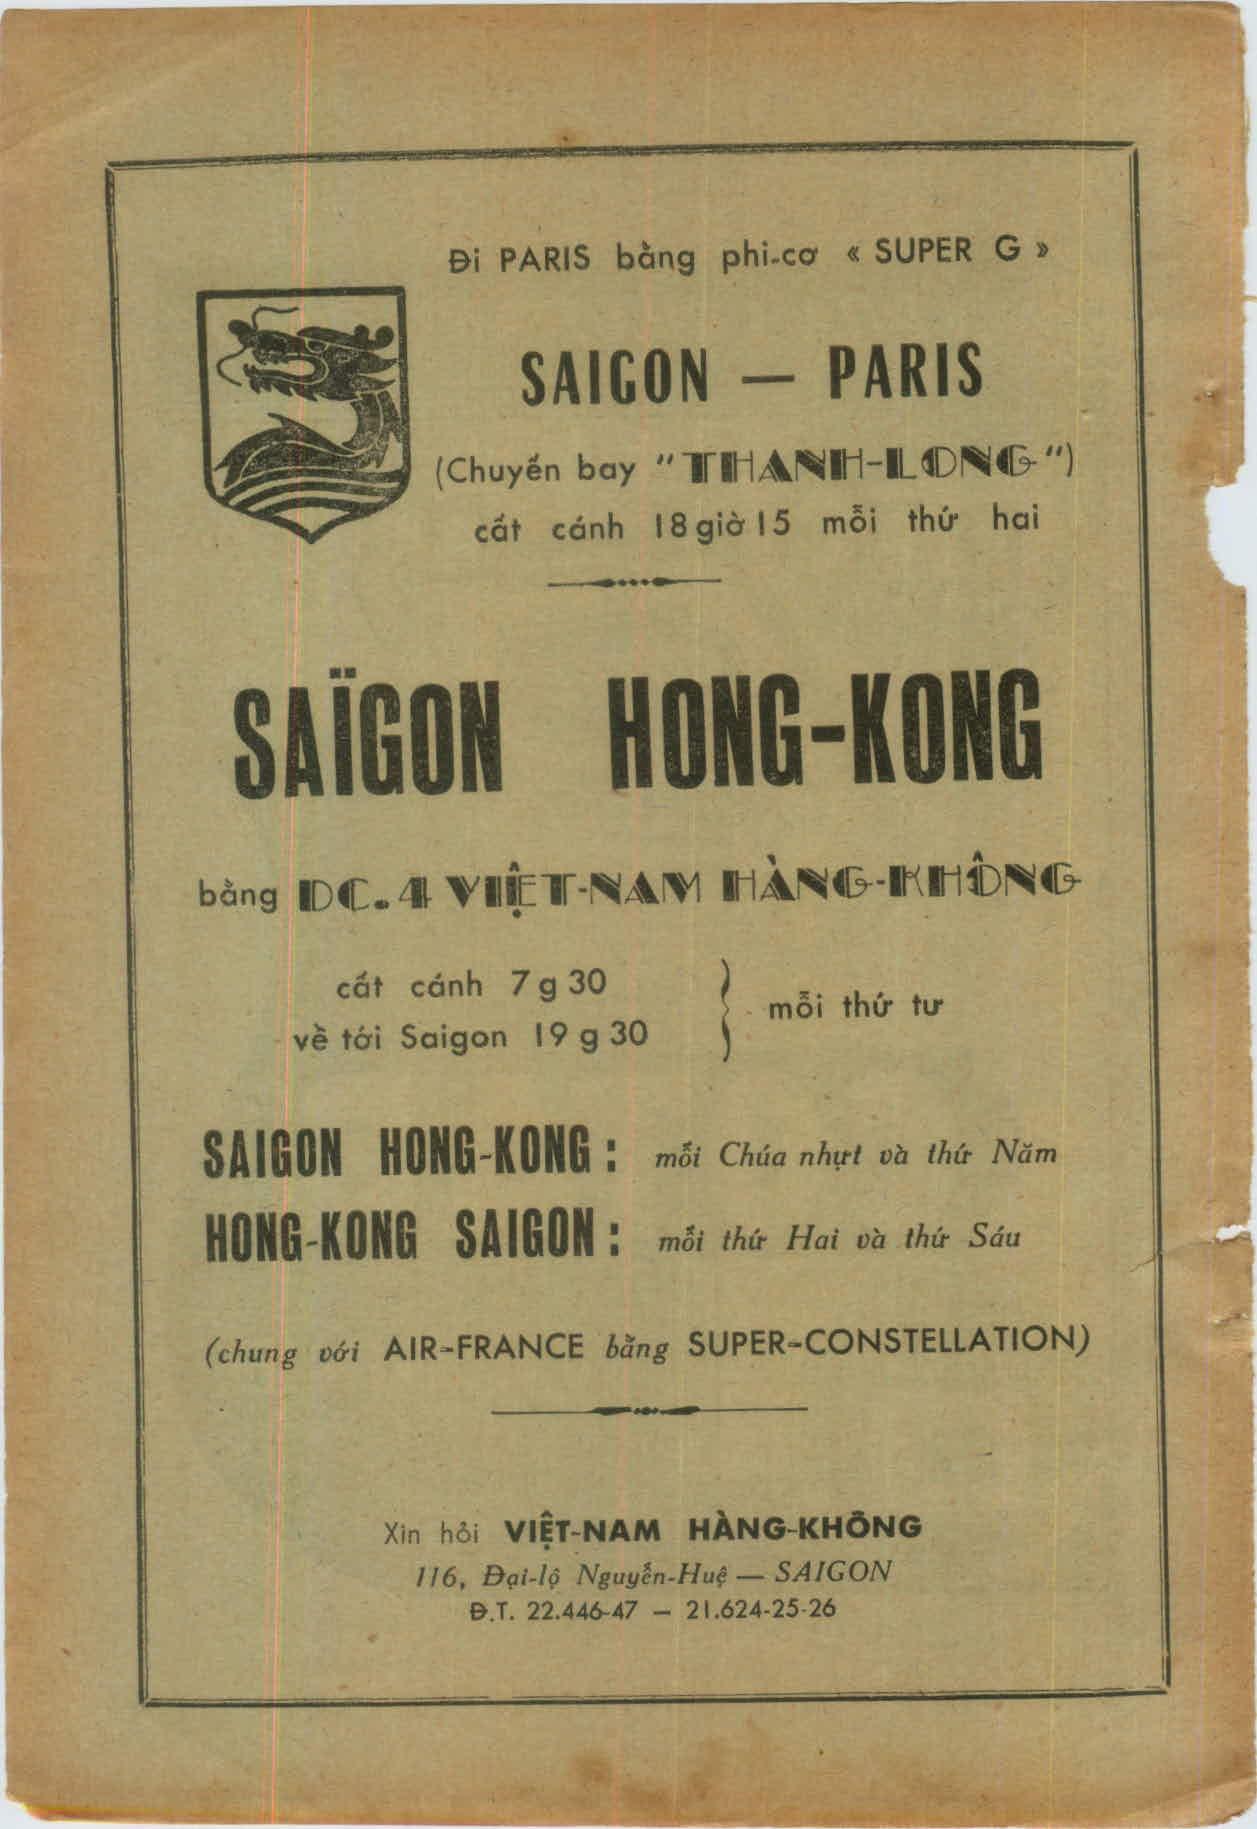 Đi PARIS bằng phi-cơ « SUPER G »
SAIGON — PARIS
(Chuyến bay "THANH-LONG")
cất cánh 18 giờ 15 mỗi thứ hai
SAÏGON HONG-KONG
bằng DC.4 VIỆT-NAM HÀNG-KHÔNG
cất cánh 7 g 30
về tới Saigon 19 g 30 } mỗi thứ tư
SAIGON HONG-KONG : mỗi Chúa nhựt và thứ Năm
HONG-KONG SAIGON : mỗi thứ Hai và thứ Sáu
(chung với AIR-FRANCE bằng SUPER-CONSTELLATION)
Xin hỏi VIỆT-NAM HÀNG-KHÔNG
116, Đại-lộ Nguyễn-Huệ — SAIGON
Đ.T. 22.446-47 — 21.624-25-26